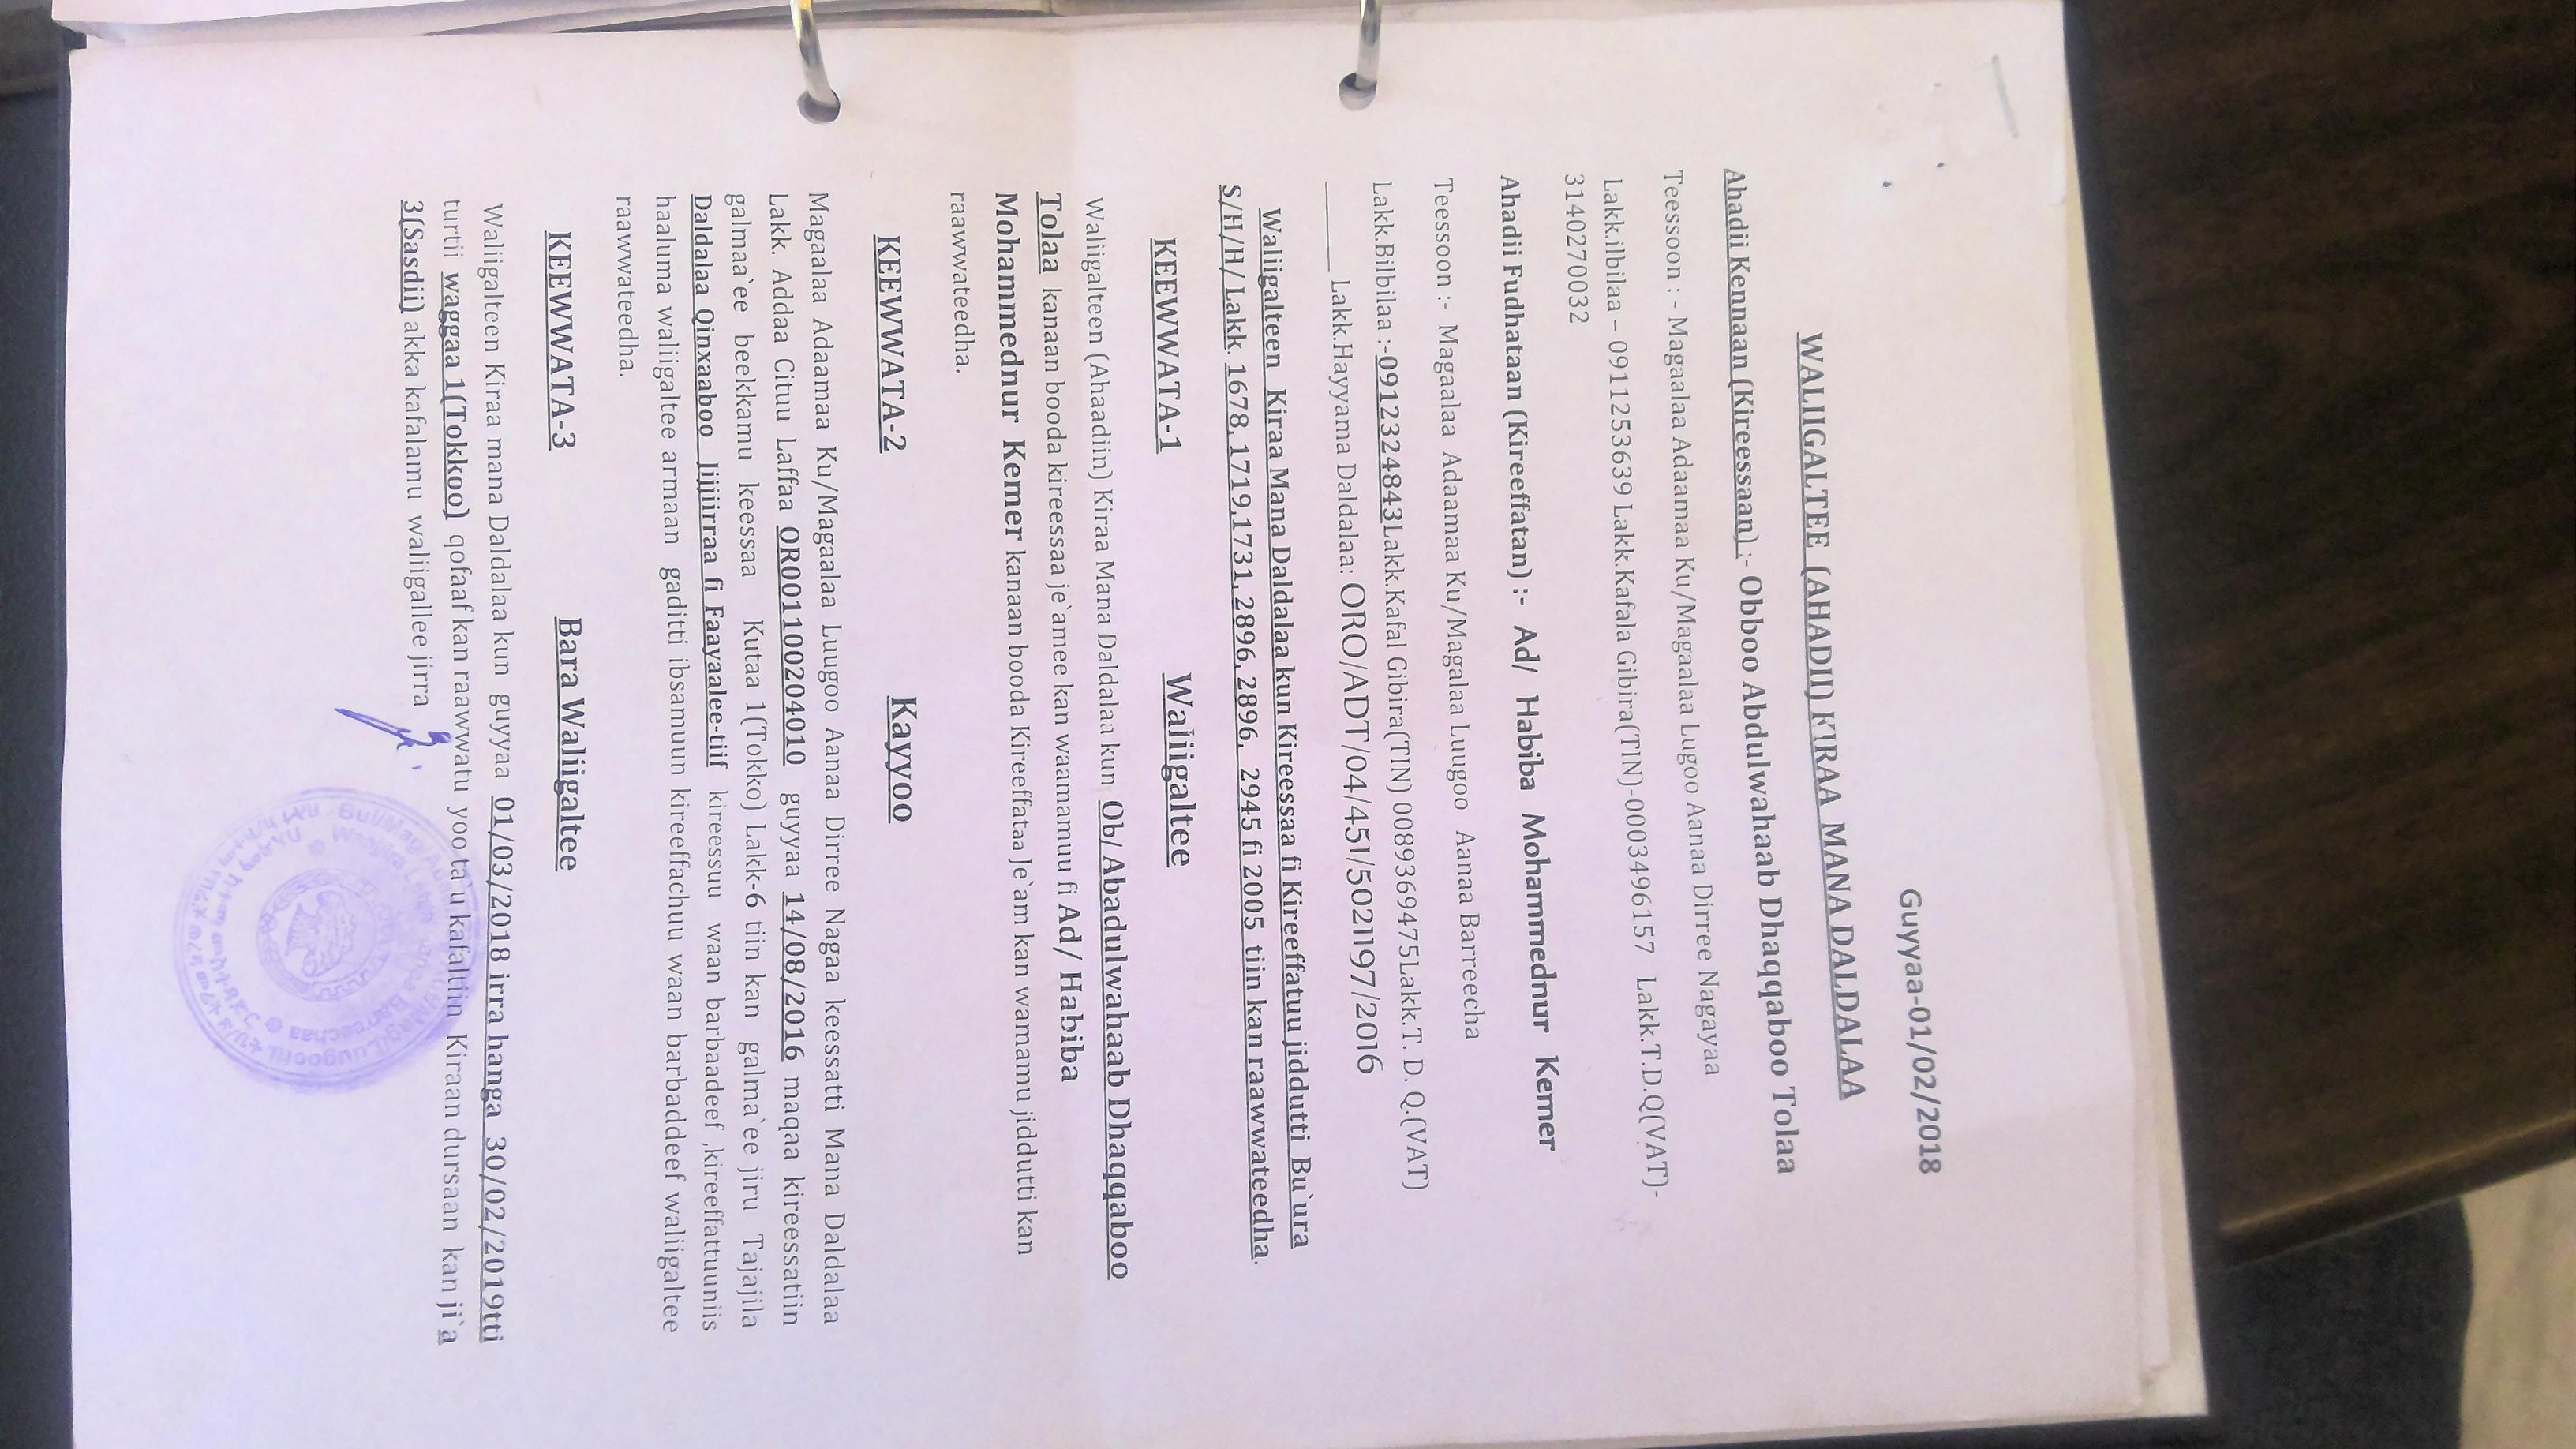 Guyyaa-01/02/2018
WALIIGALTEE (AHADII) KIRAA MANA DALDALAA
Ahadii Kennaan (Kireessaan) :- Obboo Abdulwahaab Dhaqqaboo Tolaa
Teessoon : - Magaalaa Adaamaa Ku/Magaalaa Lugoo Aanaa Dirree Nagayaa
Lakk.ilbilaa – 0911253639 Lakk.Kafala Gibira(TIN)-0003496157 Lakk.T.D.Q(VAT)-
3140270032
Ahadii Fudhataan (Kireeffatan) :- Ad/ Habiba Mohammednur Kemer
Teessoon :- Magaalaa Adaamaa Ku/Magalaa Luugoo Aanaa Barreecha
Lakk.Bilbilaa :-0912324843Lakk.Kafal Gibira(TIN) 0089369475Lakk.T. D. Q.(VAT)
______ Lakk.Hayyama Daldalaa: ORO/ADT/04/451/5021197/2016
Waliigalteen Kiraa Mana Daldalaa kun Kireessaa fi Kireeffatuu jiddutti Bu`ura
S/H/H/ Lakk. 1678,1719,1731, 2896, 2896, 2945 fi 2005 tiin kan raawwateedha.
KEEWWATA-1 Waliigaltee
Waliigalteen (Ahaadiin) Kiraa Mana Daldalaa kun Ob/ Abadulwahaab Dhaqqqaboo
Tolaa kanaan booda kireessaa je`amee kan waamamuu fi Ad/ Habiba
Mohammednur Kemer kanaan booda Kireeffataa Je`am kan wamamu jiddutti kan
raawwateedha.
KEEWWATA-2 Kayyoo
Magaalaa Adaamaa Ku/Magaalaa Luugoo Aanaa Dirree Nagaa keessatti Mana Daldalaa
Lakk. Addaa Cituu Laffaa OR001100204010 guyyaa 14/08/2016 maqaa kireessatiin
galmaa`ee beekkamu keessaa Kutaa 1(Tokko) Lakk-6 tiin kan galma`ee jiru Tajajila
Daldalaa Qinxaaboo Jijjiirraa fi Faayaalee-tiif kireessuu waan barbaadeef ,kireeffattuuniis
haaluma waliigaltee armaan gaditti ibsamuun kireeffachuu waan barbaddeef waliigaltee
raawwateedha.
KEEWWATA-3 Bara Waliigaltee
Waliigalteen Kiraa mana Daldalaa kun guyyaa 01/03/2018 irra hanga 30/02/2019tti
turtii waggaa 1(Tokkoo) qofaaf kan raawwatu yoo ta`u kafaltiin Kiraan dursaan kan ji`a
3(Sasdii) akka kafalamu waliigallee jirra